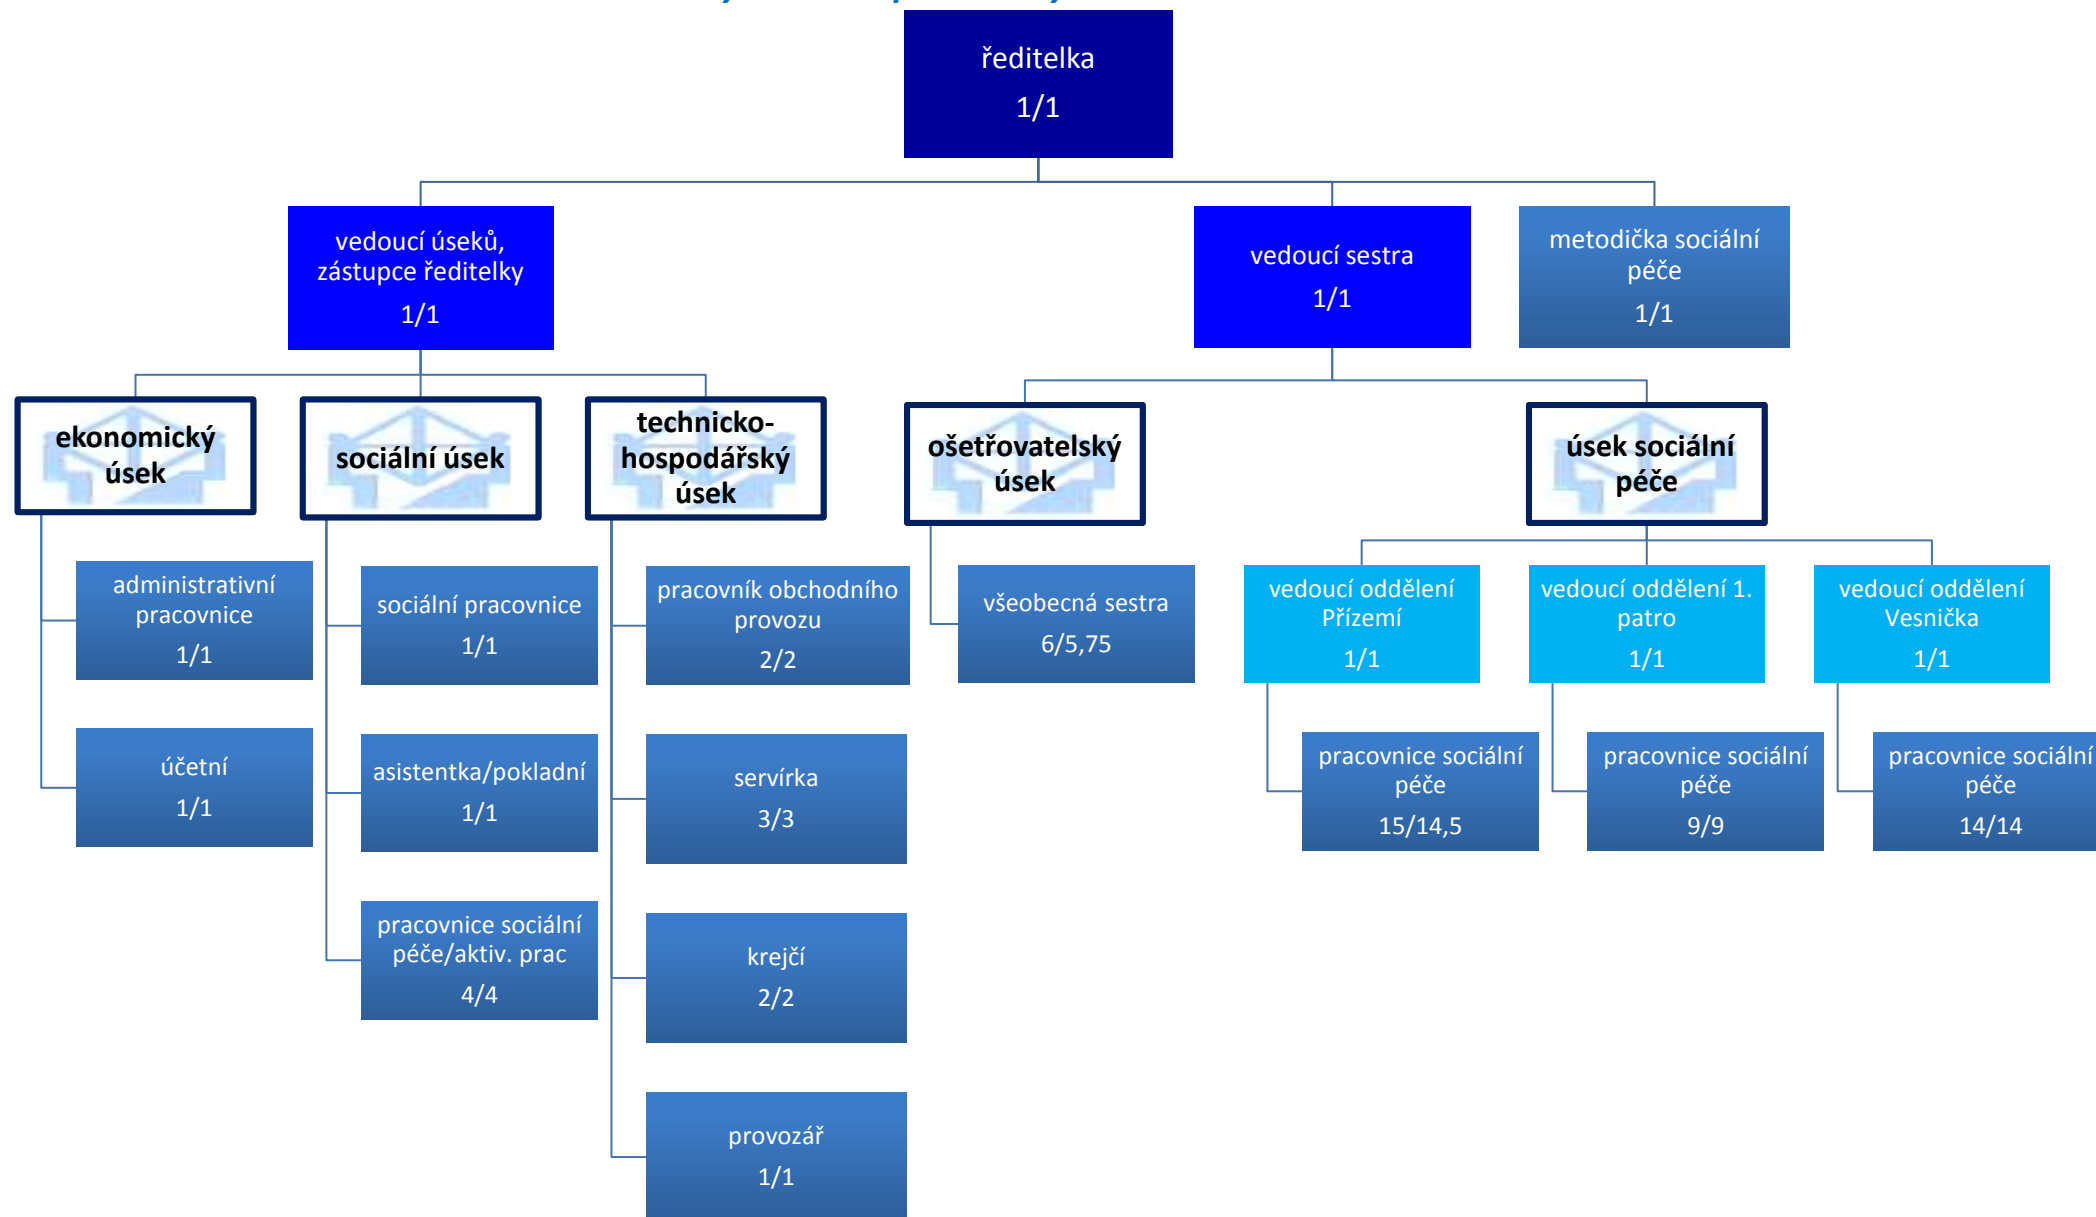 ředitelka
1/1
vedoucí úseků,
zástupce ředitelky
1/1
vedoucí sestra
1/1
metodička sociální
péče
1/1
ekonomický
úsek
sociální úsek
technicko-
hospodářský
úsek
ošetřovatelský
úsek
úsek sociální
péče
administrativní
pracovnice
1/1
účetní
1/1
sociální pracovnice
1/1
asistentka/pokladní
1/1
pracovnice sociální
péče/aktiv. prac
4/4
pracovník obchodního
provozu
2/2
servírka
3/3
krejčí
2/2
provozář
1/1
všeobecná sestra
6/5,75
vedoucí oddělení
Přízemí
1/1
pracovnice sociální
péče
15/14,5
vedoucí oddělení 1.
patro
1/1
pracovnice sociální
péče
9/9
vedoucí oddělení
Vesnička
1/1
pracovnice sociální
péče
14/14